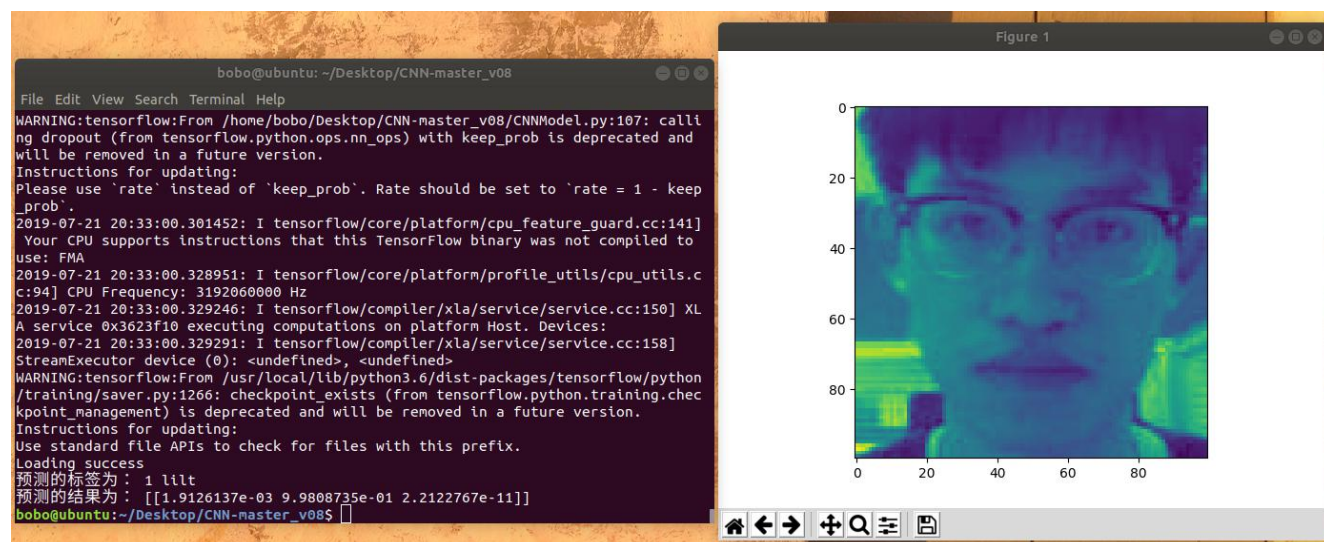 bobo@ubuntu: ~/Desktop/CNN-master_v08
File Edit View Search Terminal Help
WARNING:tensorflow:From /home/bobo/Desktop/CNN-master_v08/CNNModel.py:107: calli
ng dropout (from tensorflow.python.ops.nn_ops) with keep_prob is deprecated and
will be removed in a future version.
Instructions for updating:
Please use `rate` instead of `keep_prob`. Rate should be set to `rate = 1 - keep
_prob`.
2019-07-21 20:33:00.301452: I tensorflow/core/platform/cpu_feature_guard.cc:141]
Your CPU supports instructions that this TensorFlow binary was not compiled to
use: FMA
2019-07-21 20:33:00.328951: I tensorflow/core/platform/profile_utils/cpu_utils.c
c:94] CPU Frequency: 3192060000 Hz
2019-07-21 20:33:00.329246: I tensorflow/compiler/xla/service/service.cc:150] XL
A service 0x3623f10 executing computations on platform Host. Devices:
2019-07-21 20:33:00.329291: I tensorflow/compiler/xla/service/service.cc:158]
StreamExecutor device (0): <undefined>, <undefined>
WARNING:tensorflow:From /usr/local/lib/python3.6/dist-packages/tensorflow/python
/training/saver.py:1266: checkpoint_exists (from tensorflow.python.training.chec
kpoint_management) is deprecated and will be removed in a future version.
Instructions for updating:
Use standard file APIs to check for files with this prefix.
Loading success
预测的标签为： 1 lilt
预测的结果为： [[1.9126137e-03 9.9808735e-01 2.2122767e-11]]
bobo@ubuntu:~/Desktop/CNN-master_v08$
Figure 1
0
20
40
60
80
0 20 40 60 80